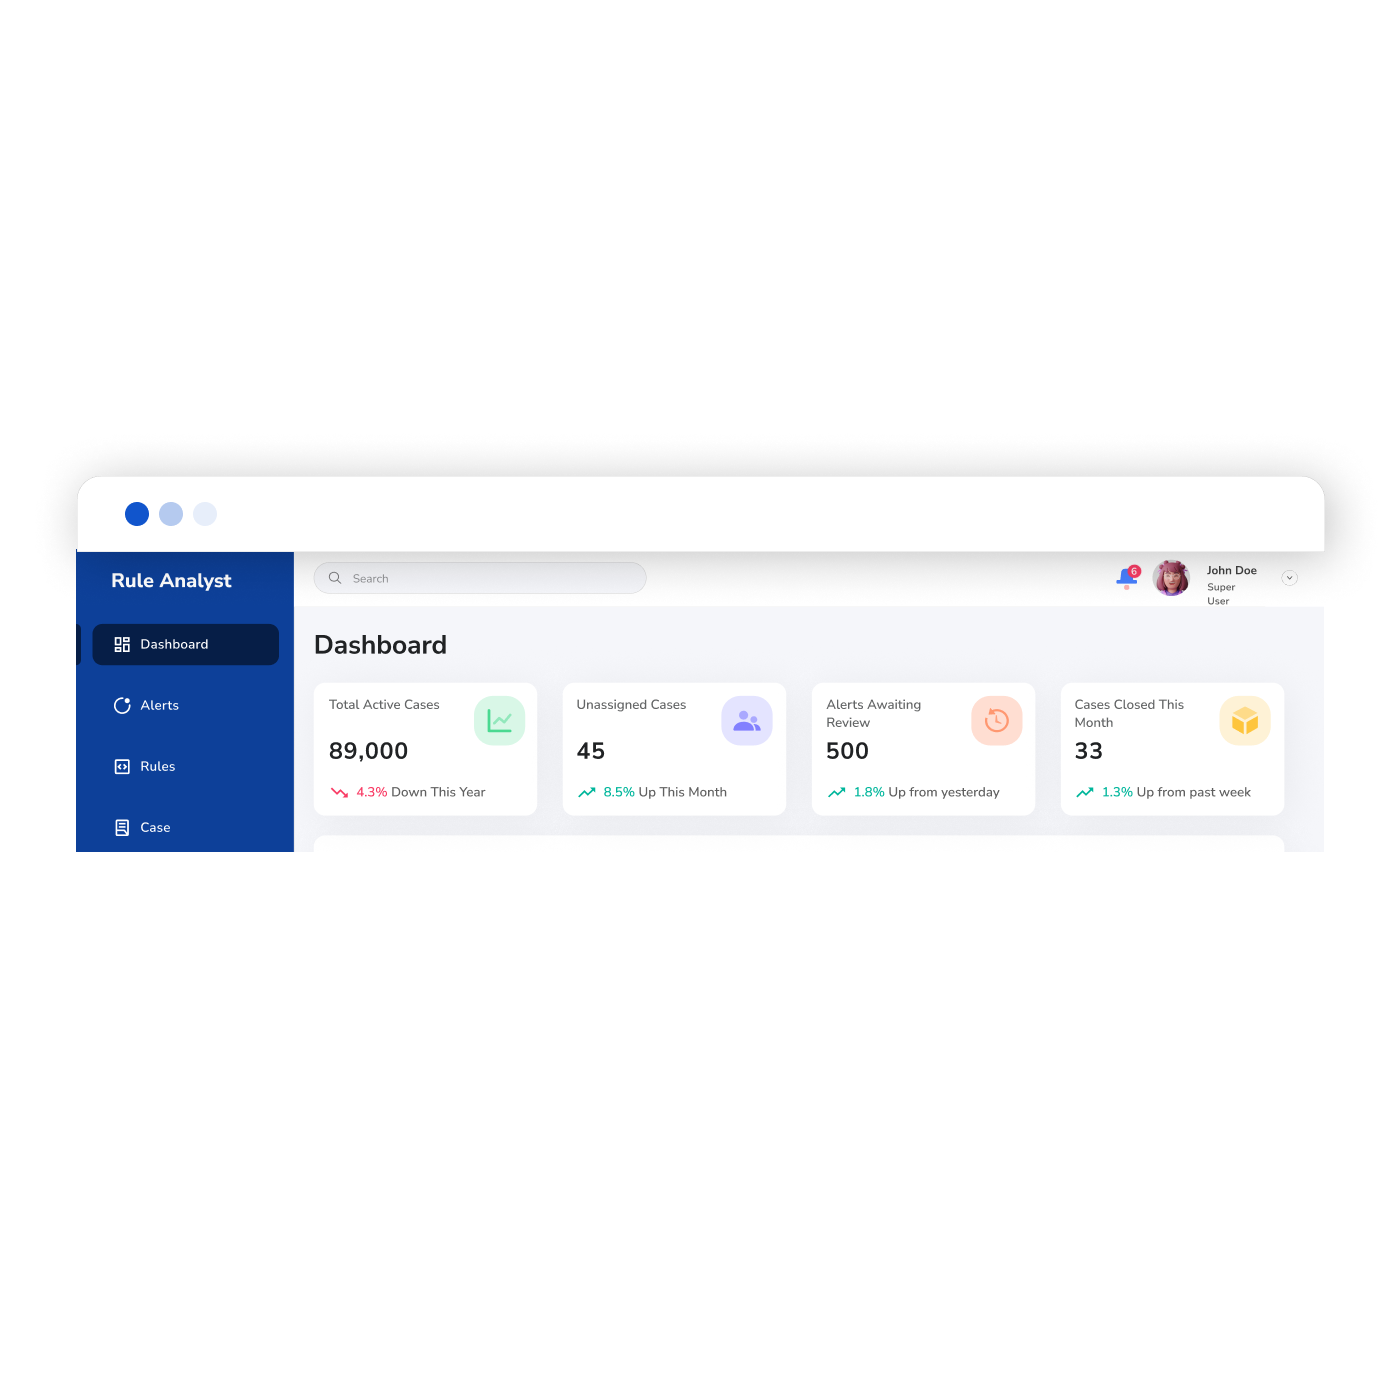 Rule Analyst
Search
6
John Doe
Super
User
Dashboard
Alerts
Rules
Case
Dashboard
Total Active Cases
89,000
4.3% Down This Year
Unassigned Cases
45
8.5% Up This Month
Alerts Awaiting
Review
500
1.8% Up from yesterday
Cases Closed This
Month
33
1.3% Up from past week